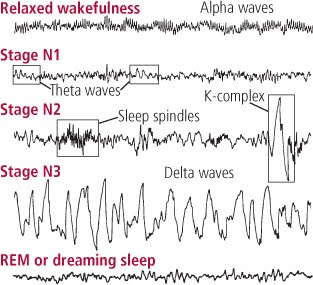 Relaxed wakefulness
Alpha waves
Stage N1
Theta waves
K-complex
Stage N2
Sleep spindles
Stage N3
Delta waves
REM or dreaming sleep